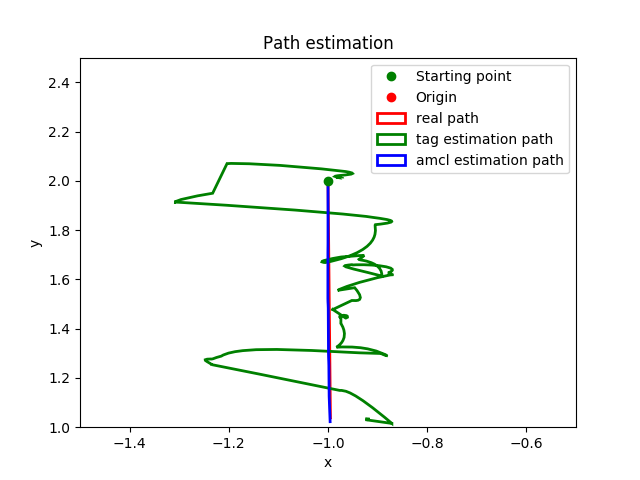 Path estimation
Starting point
Origin
real path
tag estimation path
amcl estimation path
2.4
2.2
2.0
1.8
1.6
1.4
1.2
1.0
y
−1.4
−1.2
−1.0
−0.8
−0.6
x